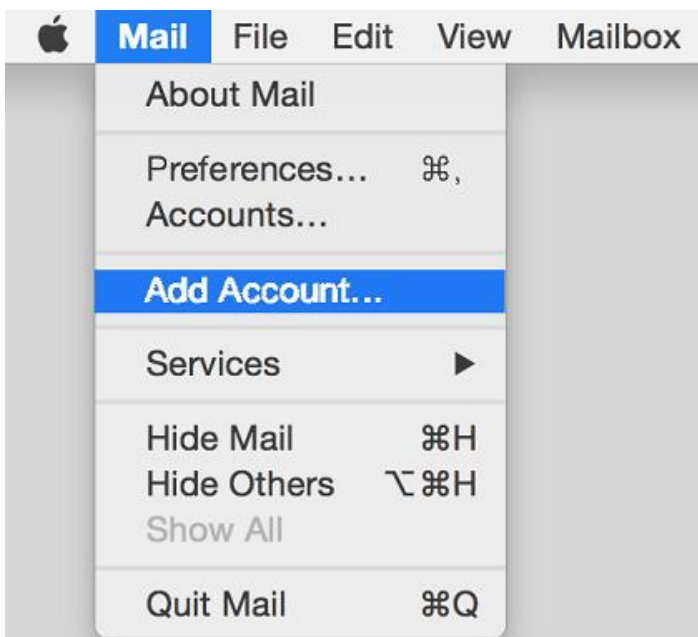 Mail File Edit View Mailbox
About Mail
Preferences... ⌘,
Accounts...
Add Account...
Services ▶
Hide Mail ⌘H
Hide Others ⌥⌘H
Show All
Quit Mail ⌘Q